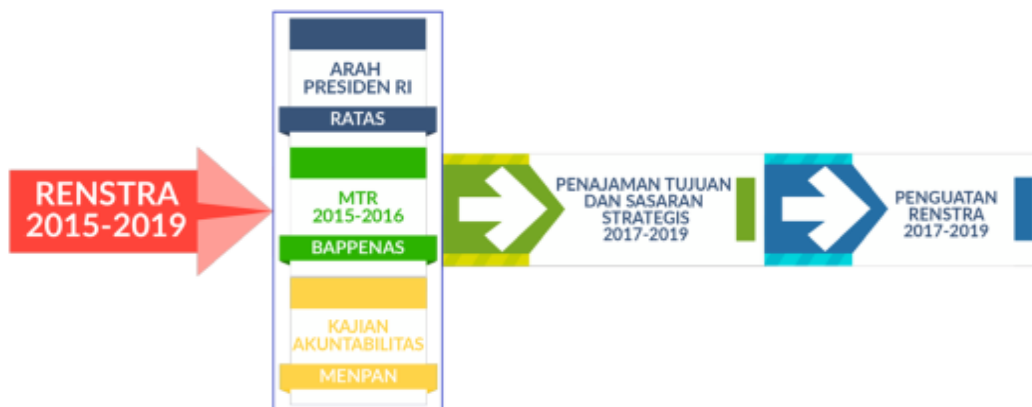 RENSTRA
2015-2019
ARAH
PRESIDEN RI
RATAS
MTR
2015-2016
BAPPENAS
KAJIAN
AKUNTABILITAS
MENPAN
PENAJAMAN TUJUAN
DAN SASARAN
STRATEGIS
2017-2019
PENGUATAN
RENSTRA
2017-2019